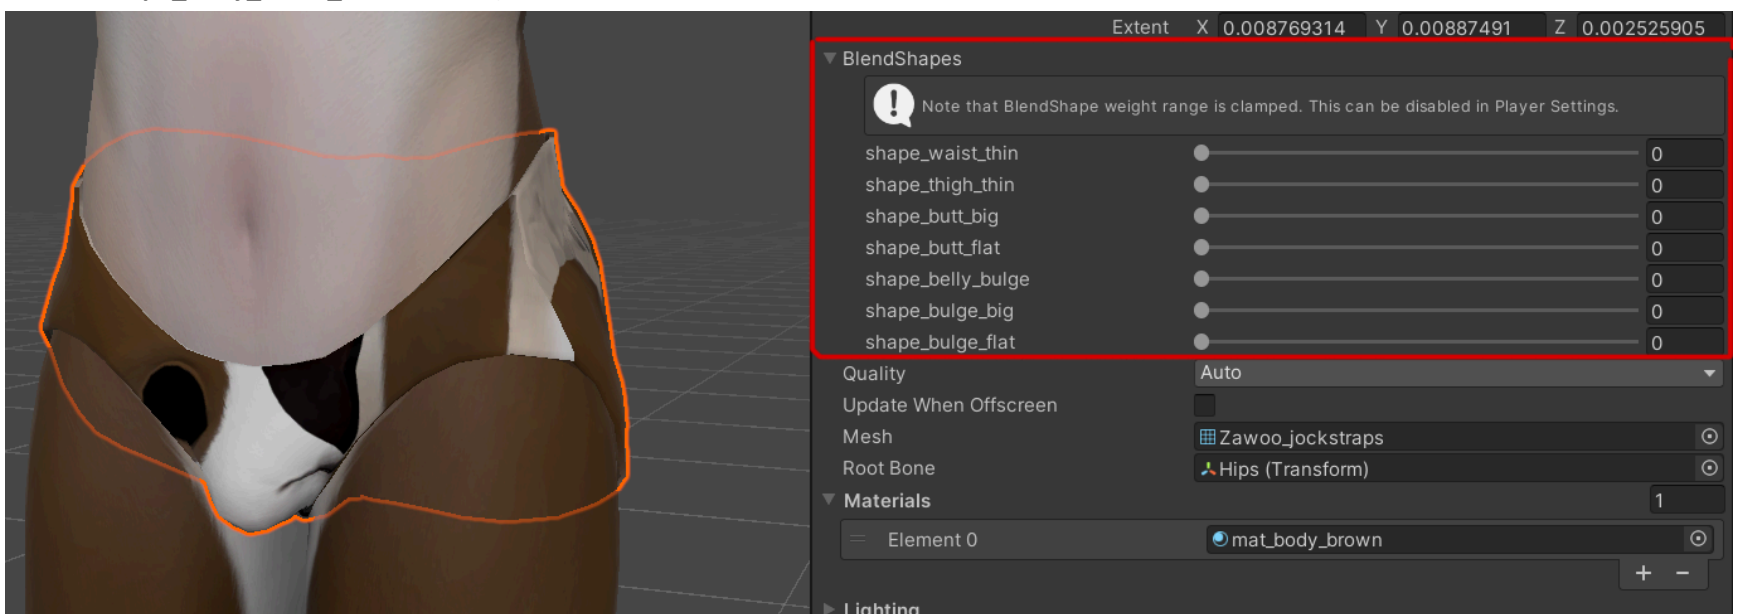 Extent X 0.008769314 Y 0.00887491 Z 0.002525905
BlendShapes
Note that BlendShape weight range is clamped. This can be disabled in Player Settings.
shape_waist_thin 0
shape_thigh_thin 0
shape_butt_big 0
shape_butt_flat 0
shape_belly_bulge 0
shape_bulge_big 0
shape_bulge_flat 0
Quality Auto
Update When Offscreen
Mesh Zawoo_jockstraps
Root Bone Hips (Transform)
Materials 1
Element 0 mat_body_brown
+ -
Lighting